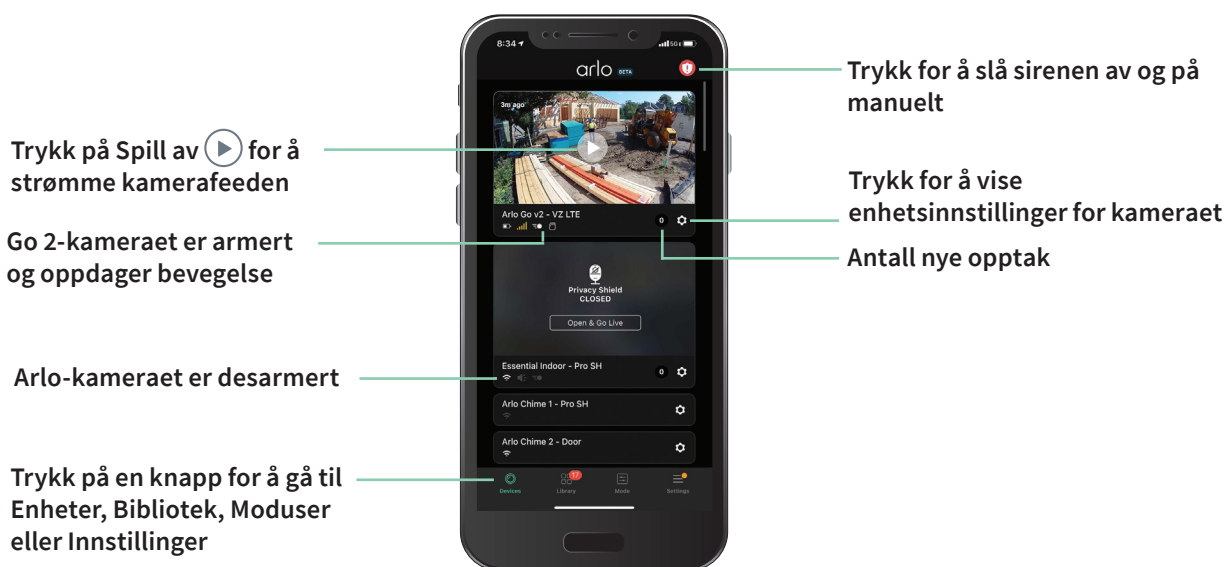 Trykk på Spill av for å
strømme kamerafeeden
Go 2-kameraet er armert
og oppdager bevegelse
Arlo-kameraet er desarmert
Trykk på en knapp for å gå til
Enheter, Bibliotek, Moduser
eller Innstillinger
8:34
5G E
arlo BETA
3m ago
Arlo Go v2 - VZ LTE
0
Privacy Shield
CLOSED
Open & Go Live
Essential Indoor - Pro SH
0
Arlo Chime 1 - Pro SH
Arlo Chime 2 - Door
17
Devices Library Mode Settings
Trykk for å slå sirenen av og på
manuelt
Trykk for å vise
enhetsinnstillinger for kameraet
Antall nye opptak